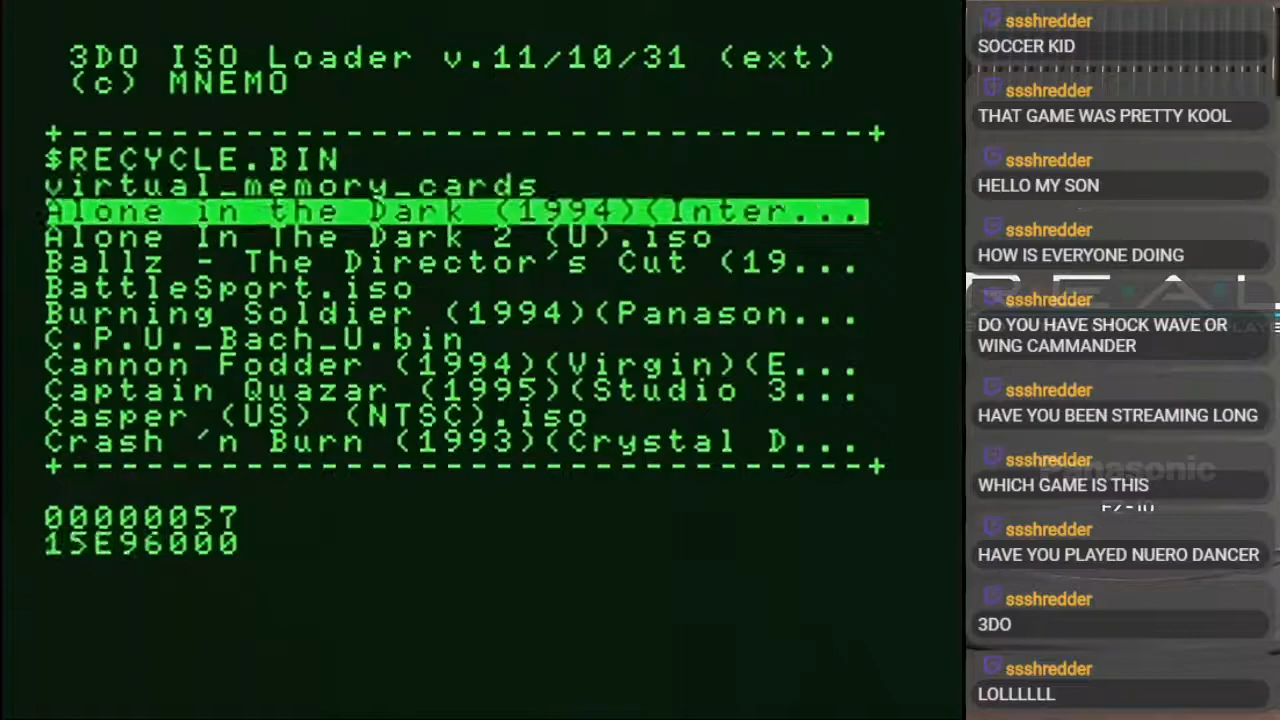 3DO ISO Loader v.11/10/31 (ext)
(c) MNEMO
+--------------------------------+
$RECYCLE.BIN
virtual_memory_cards
Alone in the Dark (1994)(Inter...
Alone In The Dark 2 (U).iso
Ballz - The Director's Cut (19...
BattleSport.iso
Burning Soldier (1994)(Panason...
C.P.U._Bach_U.bin
Cannon Fodder (1994)(Virgin)(E...
Captain Quazar (1995)(Studio 3...
Casper (US) (NTSC).iso
Crash 'n Burn (1993)(Crystal D...
+--------------------------------+
00000057
15E96000
ssshredder
SOCCER KID
ssshredder
THAT GAME WAS PRETTY KOOL
ssshredder
HELLO MY SON
ssshredder
HOW IS EVERYONE DOING
REAL
ssshredder
DO YOU HAVE SHOCK WAVE OR
WING CAMMANDER
ssshredder
HAVE YOU BEEN STREAMING LONG
ssshredder
Panasonic
WHICH GAME IS THIS
FZ-10
ssshredder
HAVE YOU PLAYED NUERO DANCER
ssshredder
3DO
ssshredder
LOLLLLLL